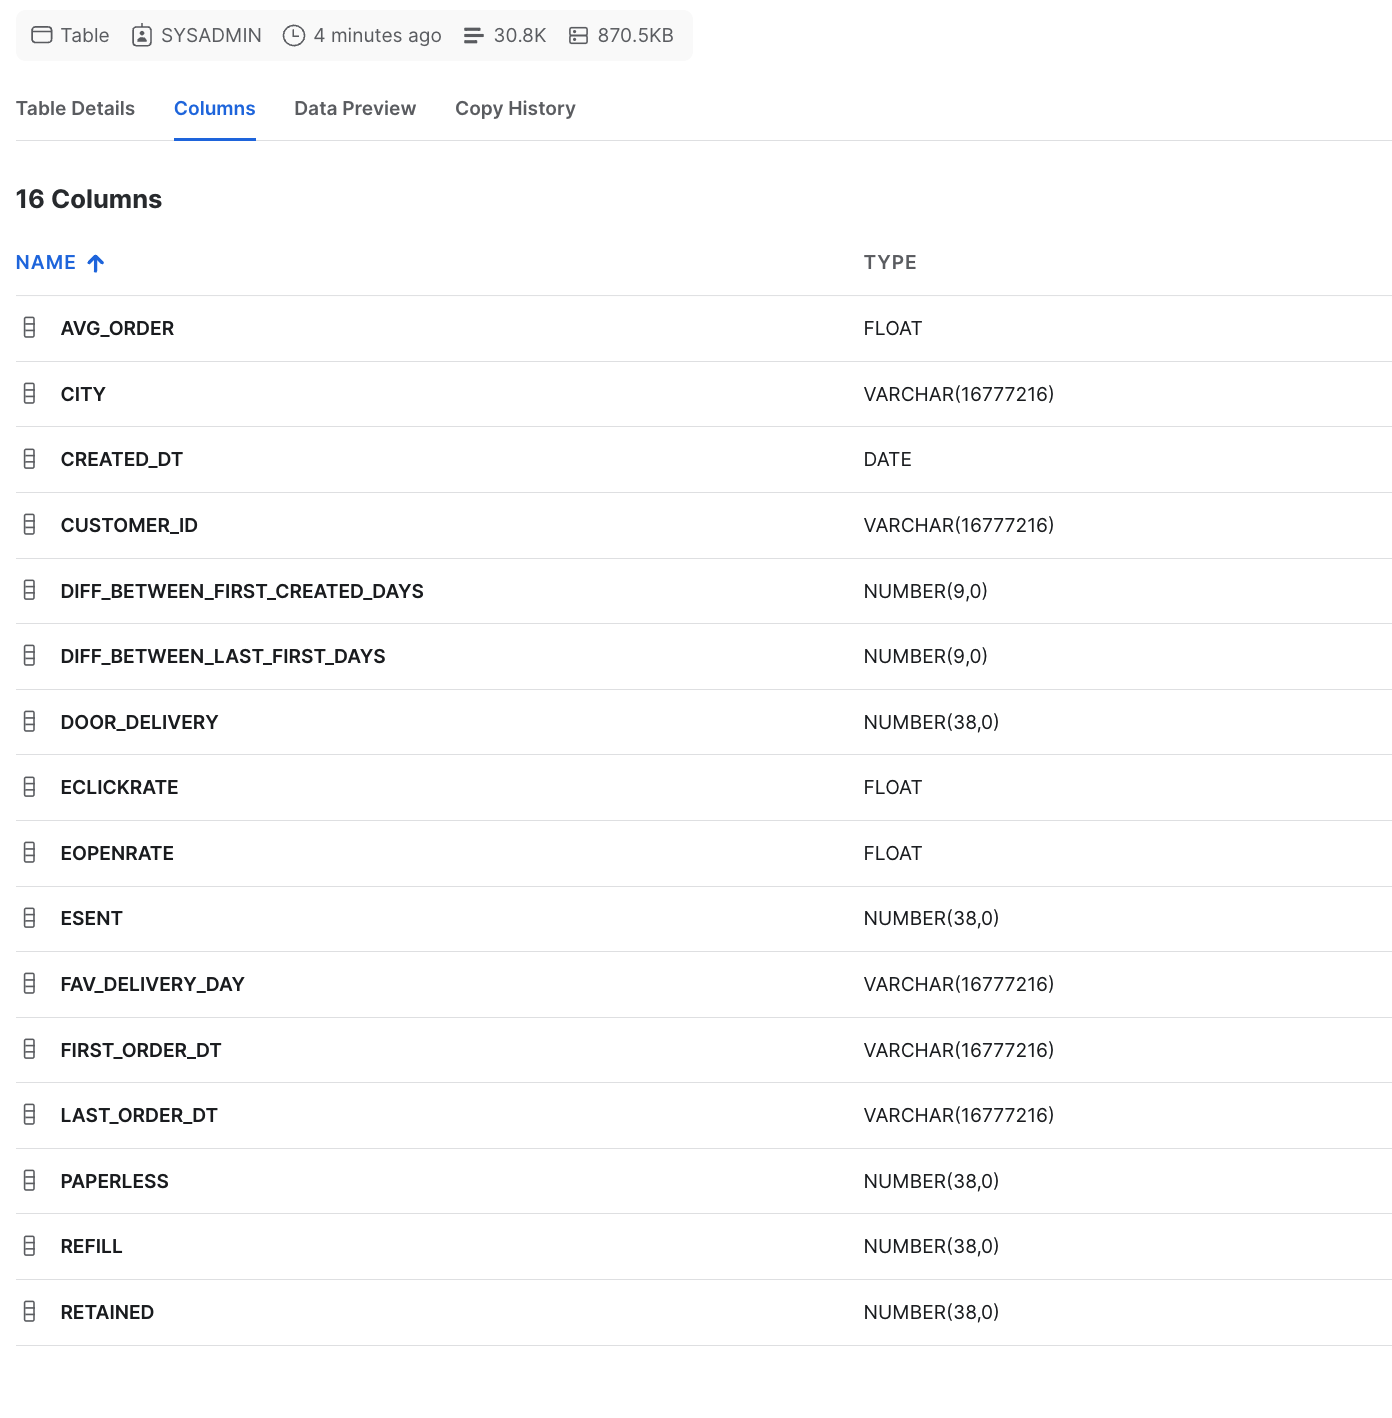 Table SYSADMIN 4 minutes ago 30.8K 870.5KB
Table Details Columns Data Preview Copy History
16 Columns
NAME TYPE
AVG_ORDER FLOAT
CITY VARCHAR(16777216)
CREATED_DT DATE
CUSTOMER_ID VARCHAR(16777216)
DIFF_BETWEEN_FIRST_CREATED_DAYS NUMBER(9,0)
DIFF_BETWEEN_LAST_FIRST_DAYS NUMBER(9,0)
DOOR_DELIVERY NUMBER(38,0)
ECLICKRATE FLOAT
EOPENRATE FLOAT
ESENT NUMBER(38,0)
FAV_DELIVERY_DAY VARCHAR(16777216)
FIRST_ORDER_DT VARCHAR(16777216)
LAST_ORDER_DT VARCHAR(16777216)
PAPERLESS NUMBER(38,0)
REFILL NUMBER(38,0)
RETAINED NUMBER(38,0)